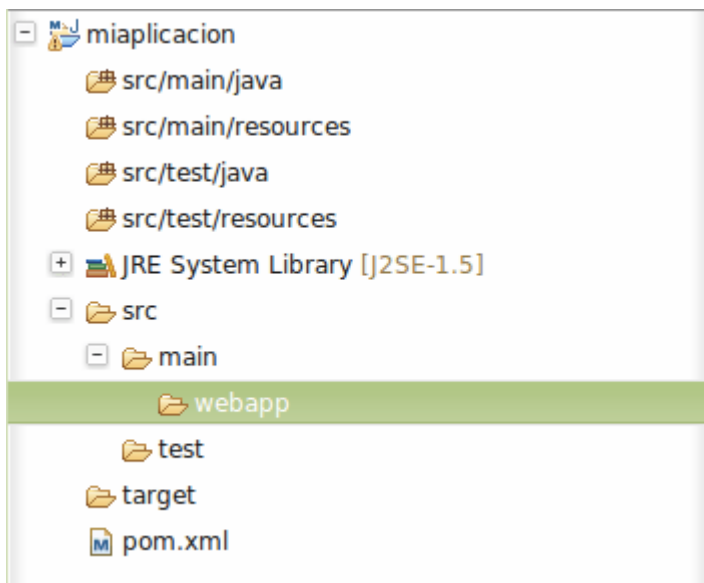 miaplicacion
src/main/java
src/main/resources
src/test/java
src/test/resources
JRE System Library [J2SE-1.5]
src
main
webapp
test
target
pom.xml